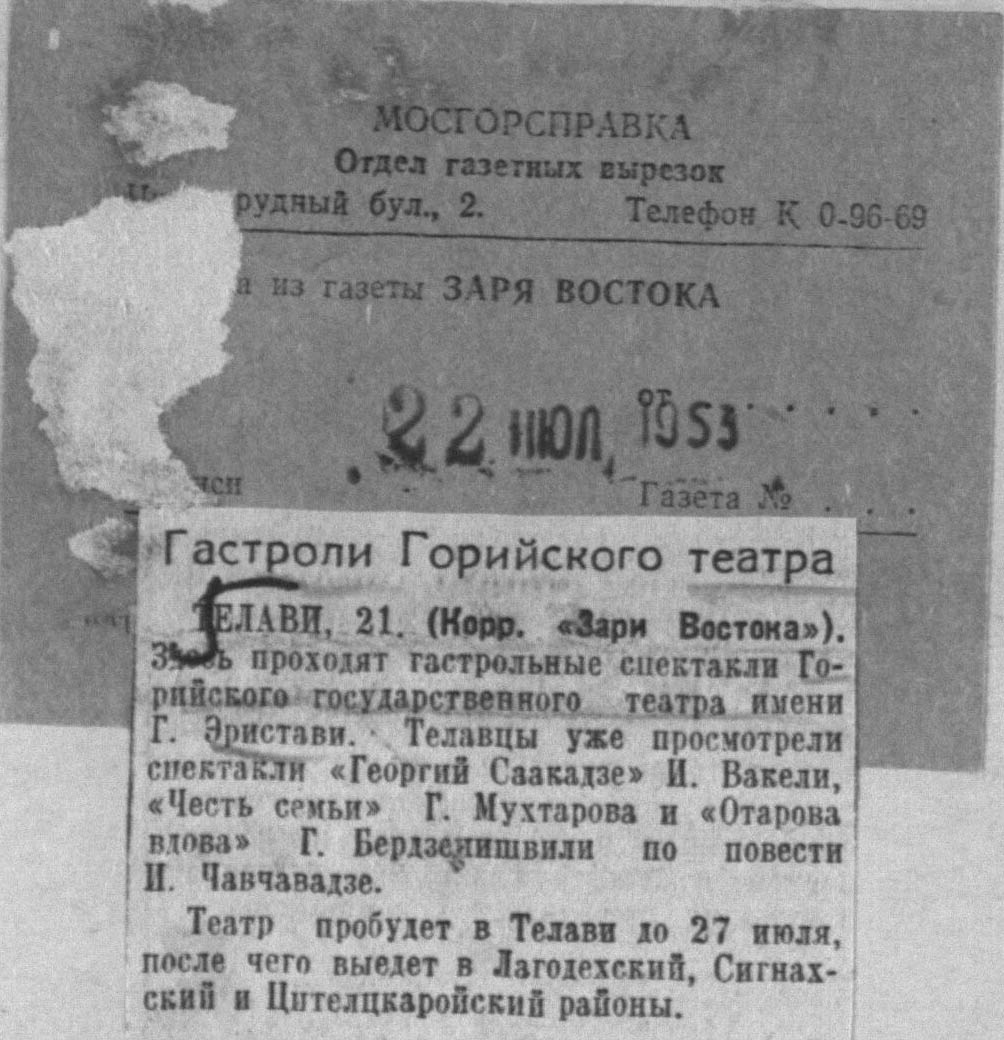 МОСГОРСПРАВКА
Отдел газетных вырезок
рудный бул., 2. Телефон К 0-96-69
а из газеты ЗАРЯ ВОСТОКА
22 ИЮЛ 1953
Газета №
Гастроли Горийского театра
ТЕЛАВИ, 21. (Корр. «Зари Востока»).
Здесь проходят гастрольные спектакли Го-
рийского государственного театра имени
Г. Эристави. Телавцы уже просмотрели
спектакли «Георгий Саакадзе» И. Вакели,
«Честь семьи» Г. Мухтарова и «Отарова
вдова» Г. Бердзенишвили по повести
И. Чавчавадзе.
Театр пробудет в Телави до 27 июля,
после чего выедет в Лагодехский, Сигнах-
ский и Цителцкаройский районы.